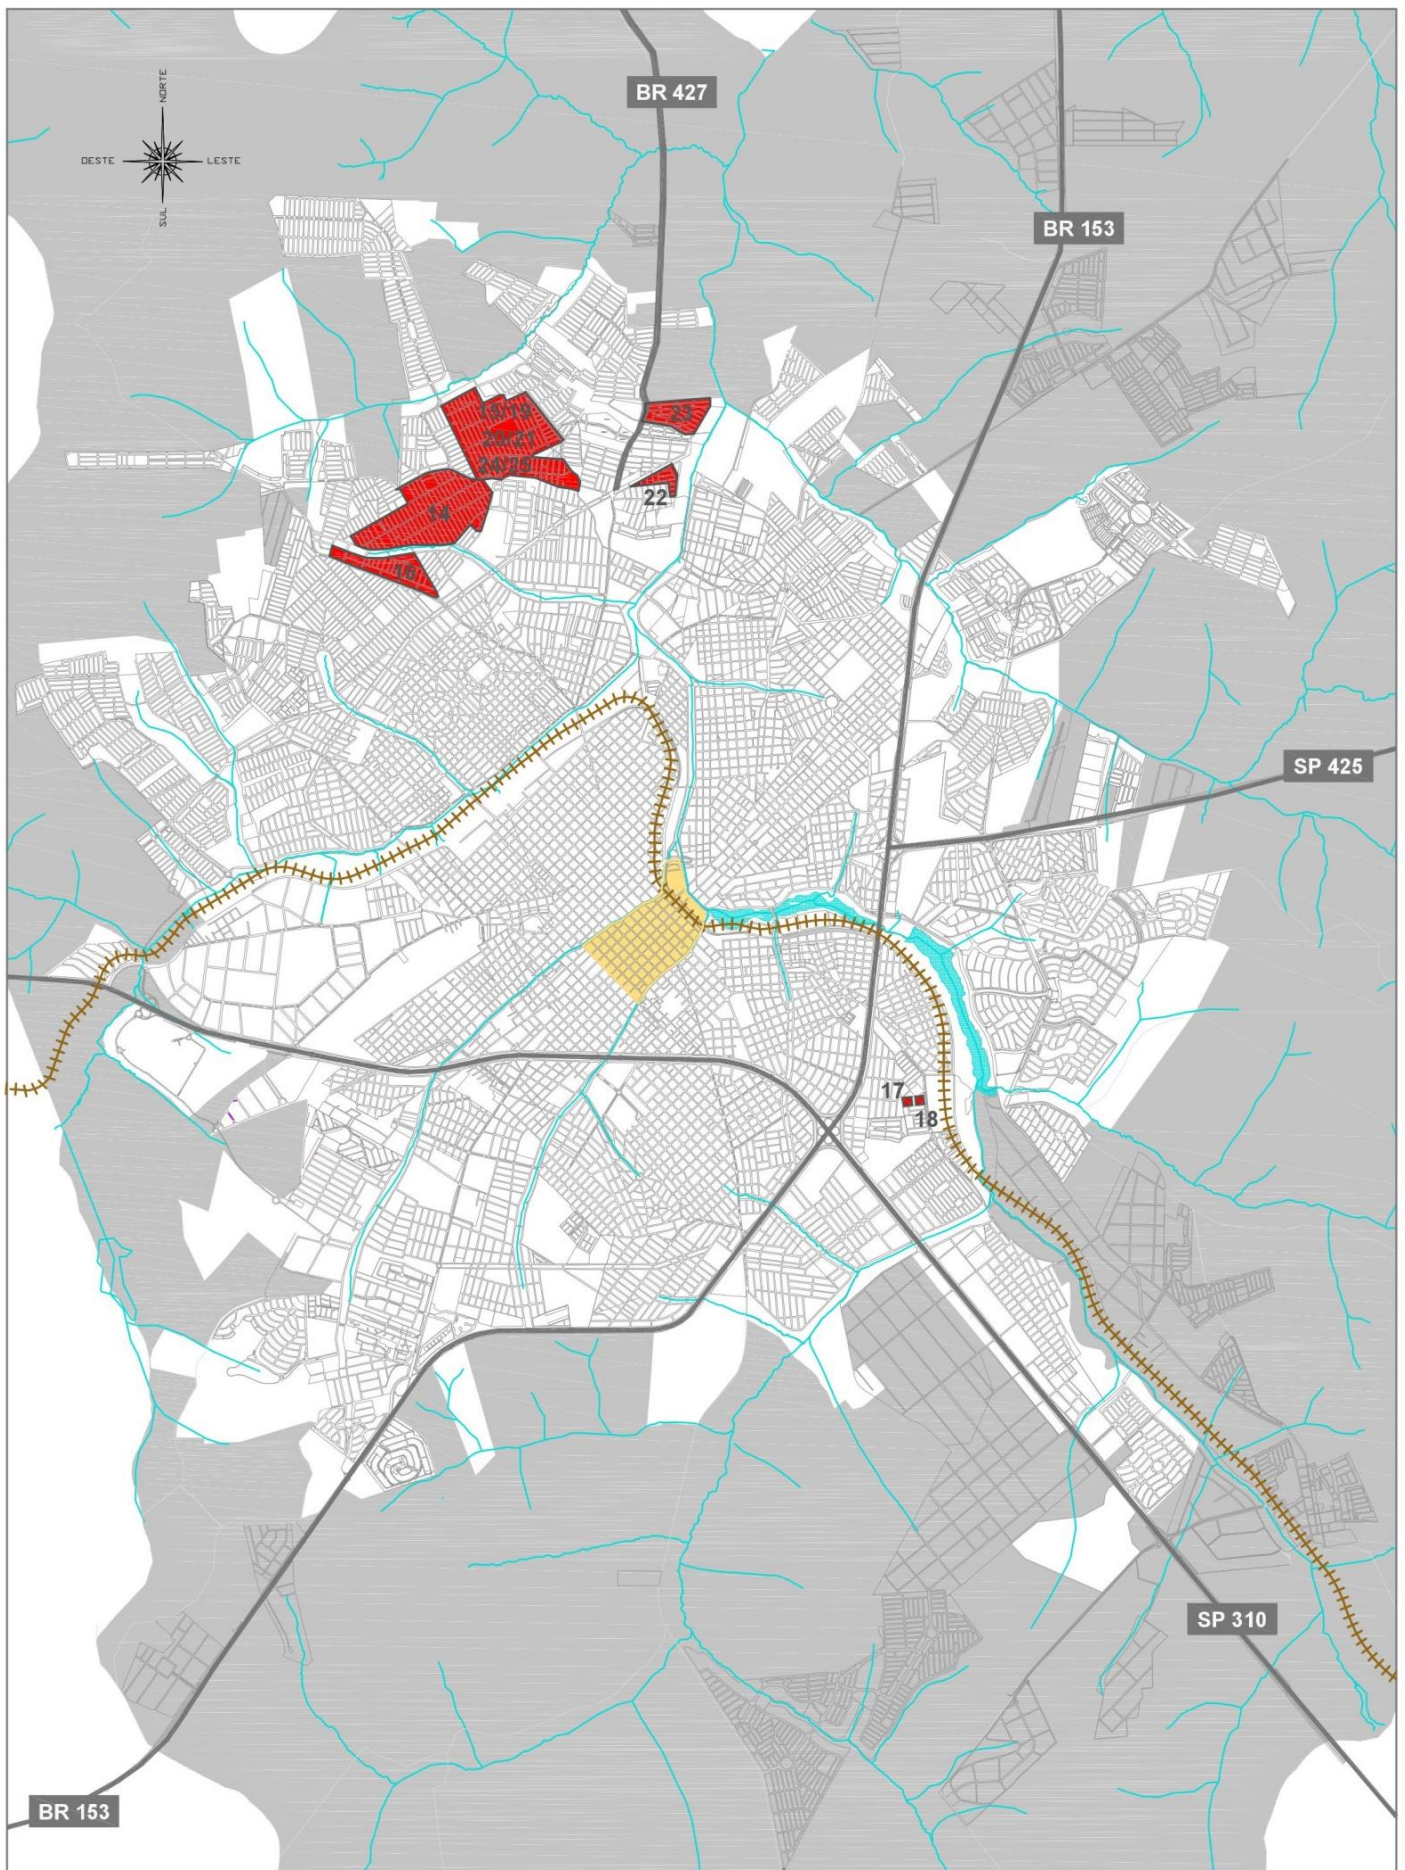 BR 427
NORTE
OESTE
LESTE
SUL
BR 153
15/19
20/21
24/25
23
22
14
16
SP 425
17
18
SP 310
BR 153